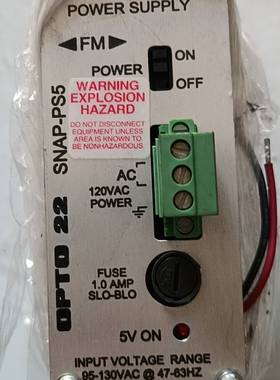 POWER SUPPLY
FM
POWER
ON
OFF
WARNING
EXPLOSION
HAZARD
DO NOT DISCONNECT
EQUIPMENT UNLESS
AREA IS KNOWN TO
BE NONHAZARDOUS
OPTO 22 SNAP-PS5
AC
120VAC
POWER
FUSE
1.0 AMP
SLO-BLO
5V ON
INPUT VOLTAGE RANGE
95-130VAC @ 47-63HZ